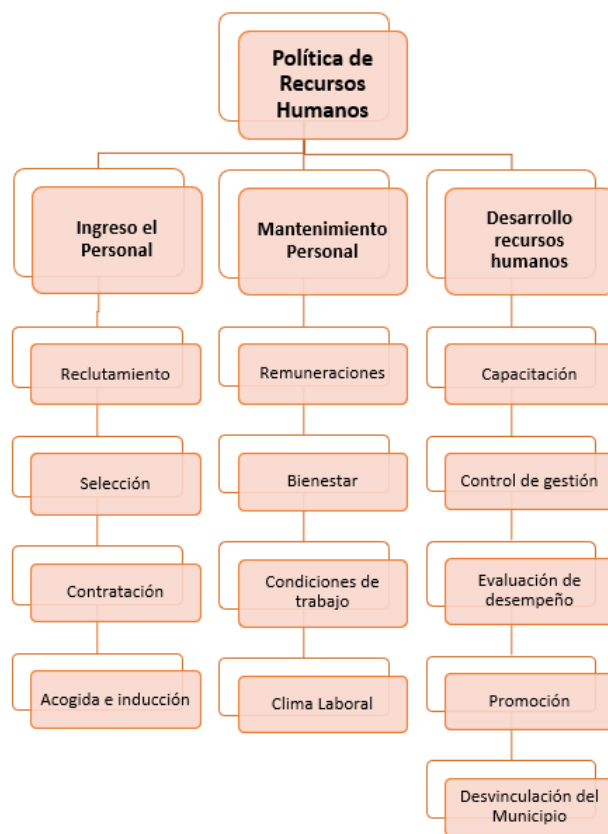 Política de
Recursos
Humanos
Ingreso el
Personal
Mantenimiento
Personal
Desarrollo
recursos
humanos
Reclutamiento
Remuneraciones
Capacitación
Selección
Bienestar
Control de gestión
Contratación
Condiciones de
trabajo
Evaluación de
desempeño
Acogida e inducción
Clima Laboral
Promoción
Desvinculación del
Municipio